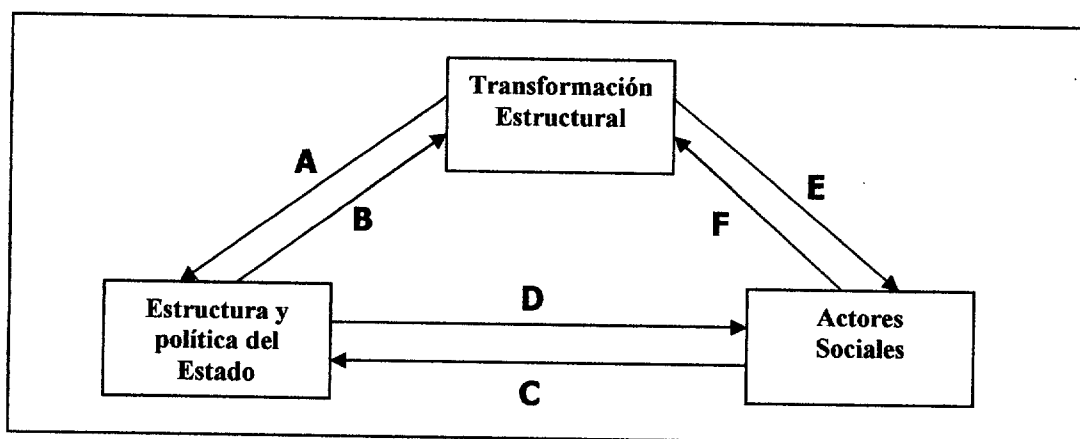 Transformación
Estructural
A
B
E
F
Estructura y
política del
Estado
D
C
Actores
Sociales